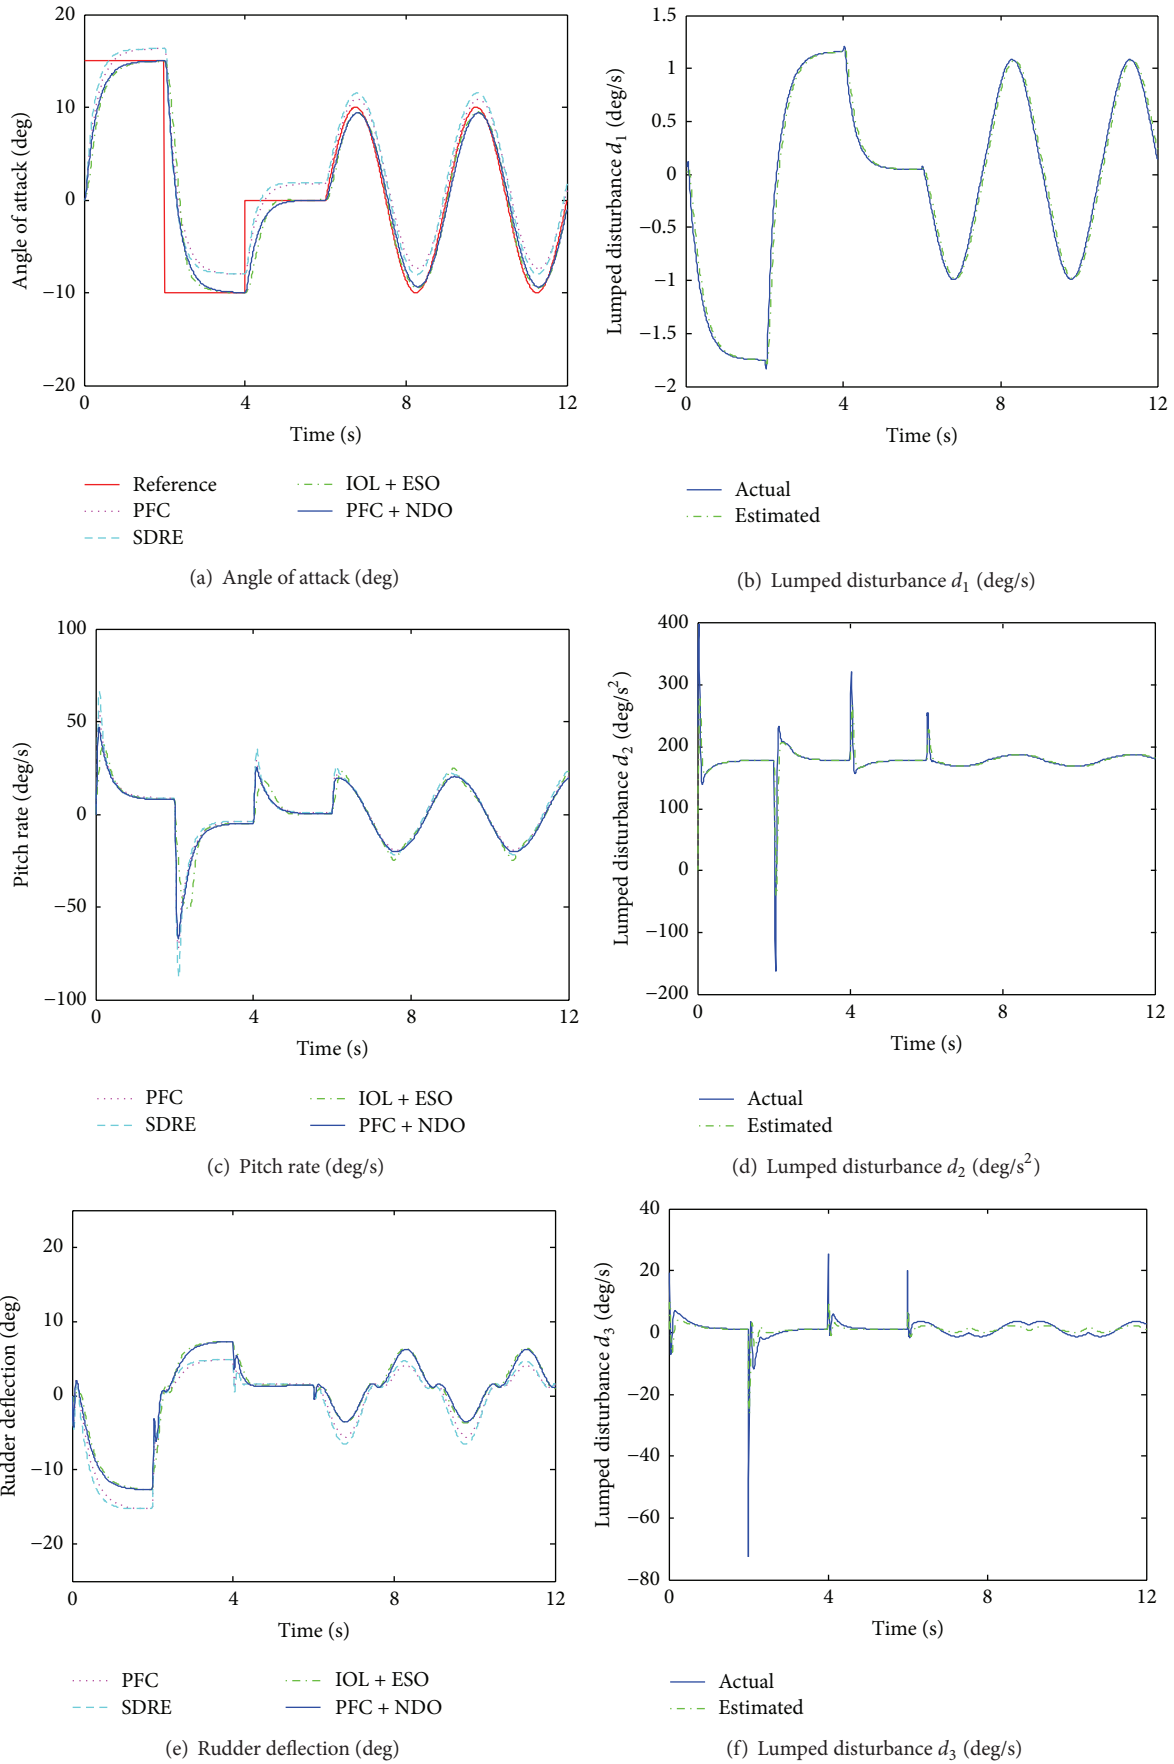 20
10
0
−10
−20
0
4
8
12
Angle of attack (deg)
Time (s)
Reference
PFC
SDRE
IOL + ESO
PFC + NDO
(a) Angle of attack (deg)
1.5
1
0.5
0
−0.5
−1
−1.5
−2
0
4
8
12
Lumped disturbance d1 (deg/s)
Time (s)
Actual
Estimated
(b) Lumped disturbance d1 (deg/s)
100
50
0
−50
−100
0
4
8
12
Pitch rate (deg/s)
Time (s)
PFC
SDRE
IOL + ESO
PFC + NDO
(c) Pitch rate (deg/s)
400
300
200
100
0
−100
−200
0
4
8
12
Lumped disturbance d2 (deg/s2)
Time (s)
Actual
Estimated
(d) Lumped disturbance d2 (deg/s2)
20
10
0
−10
−20
0
4
8
12
Rudder deflection (deg)
Time (s)
PFC
SDRE
IOL + ESO
PFC + NDO
(e) Rudder deflection (deg)
40
20
0
−20
−40
−60
−80
0
4
8
12
Lumped disturbance d3 (deg/s)
Time (s)
Actual
Estimated
(f) Lumped disturbance d3 (deg/s)